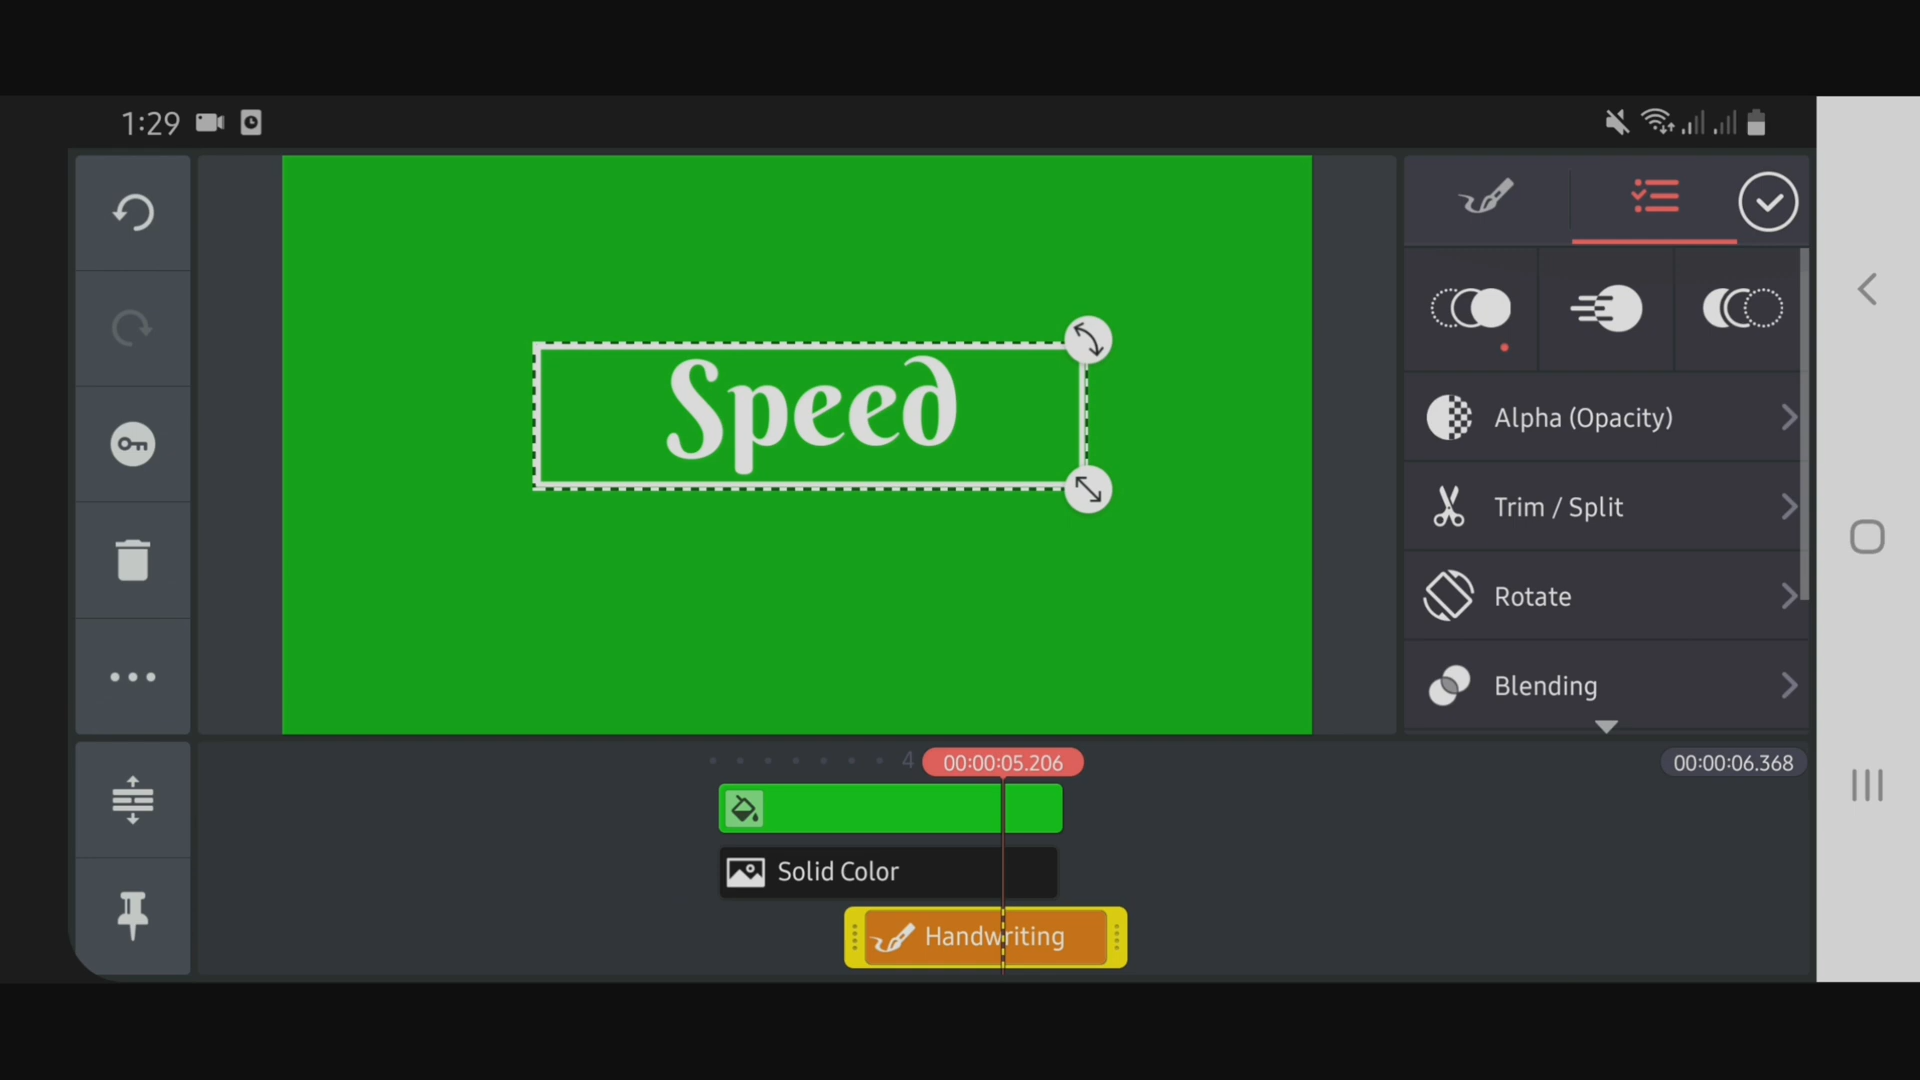 1:29
Speed
Alpha (Opacity)
Trim / Split
Rotate
Blending
4
00:00:05.206
00:00:06.368
Solid Color
Handwriting